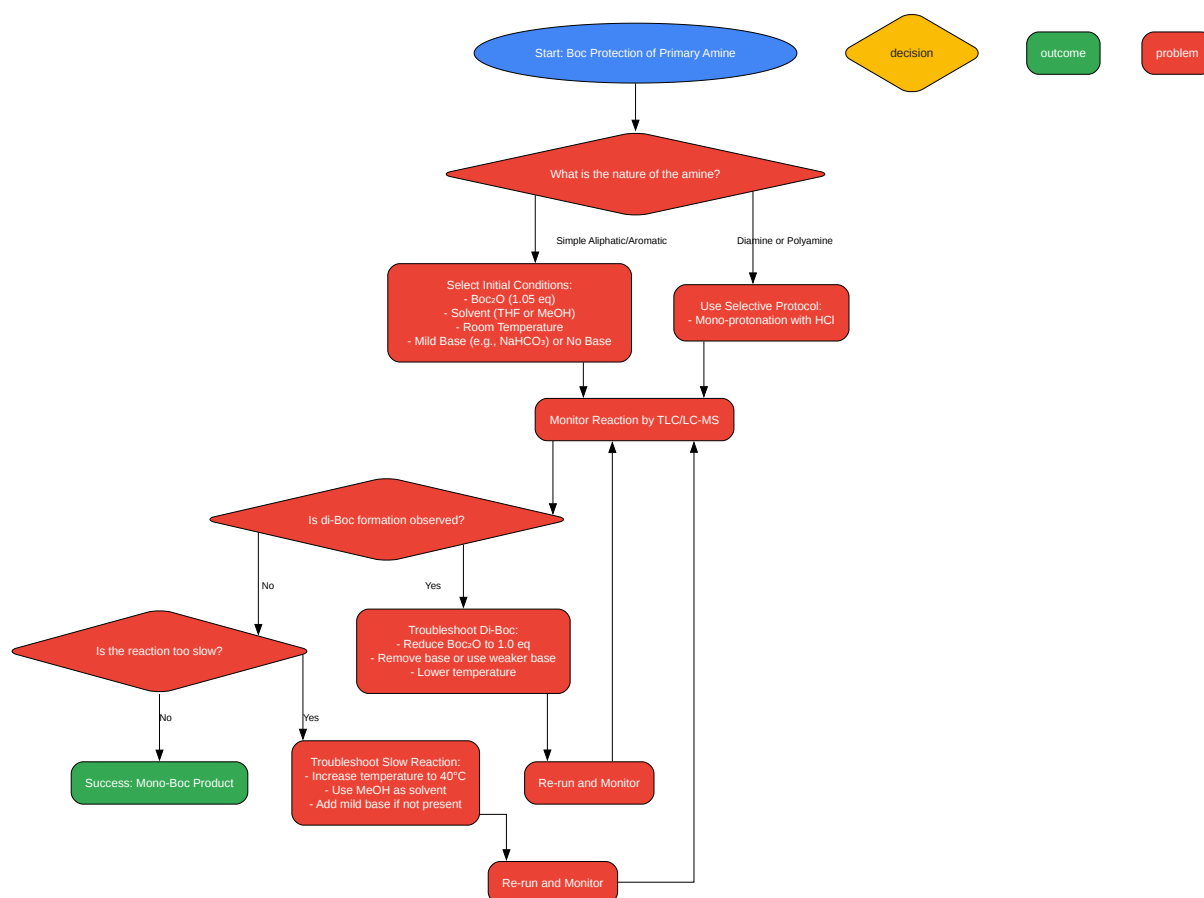 Start: Boc Protection of Primary Amine
decision
outcome
problem
What is the nature of the amine?
Simple Aliphatic/Aromatic
Diamine or Polyamine
Select Initial Conditions:
- Boc₂O (1.05 eq)
- Solvent (THF or MeOH)
- Room Temperature
- Mild Base (e.g., NaHCO₃) or No Base
Use Selective Protocol:
- Mono-protonation with HCl
Monitor Reaction by TLC/LC-MS
Is di-Boc formation observed?
No
Yes
Is the reaction too slow?
Troubleshoot Di-Boc:
- Reduce Boc₂O to 1.0 eq
- Remove base or use weaker base
- Lower temperature
No
Yes
Success: Mono-Boc Product
Troubleshoot Slow Reaction:
- Increase temperature to 40°C
- Use MeOH as solvent
- Add mild base if not present
Re-run and Monitor
Re-run and Monitor